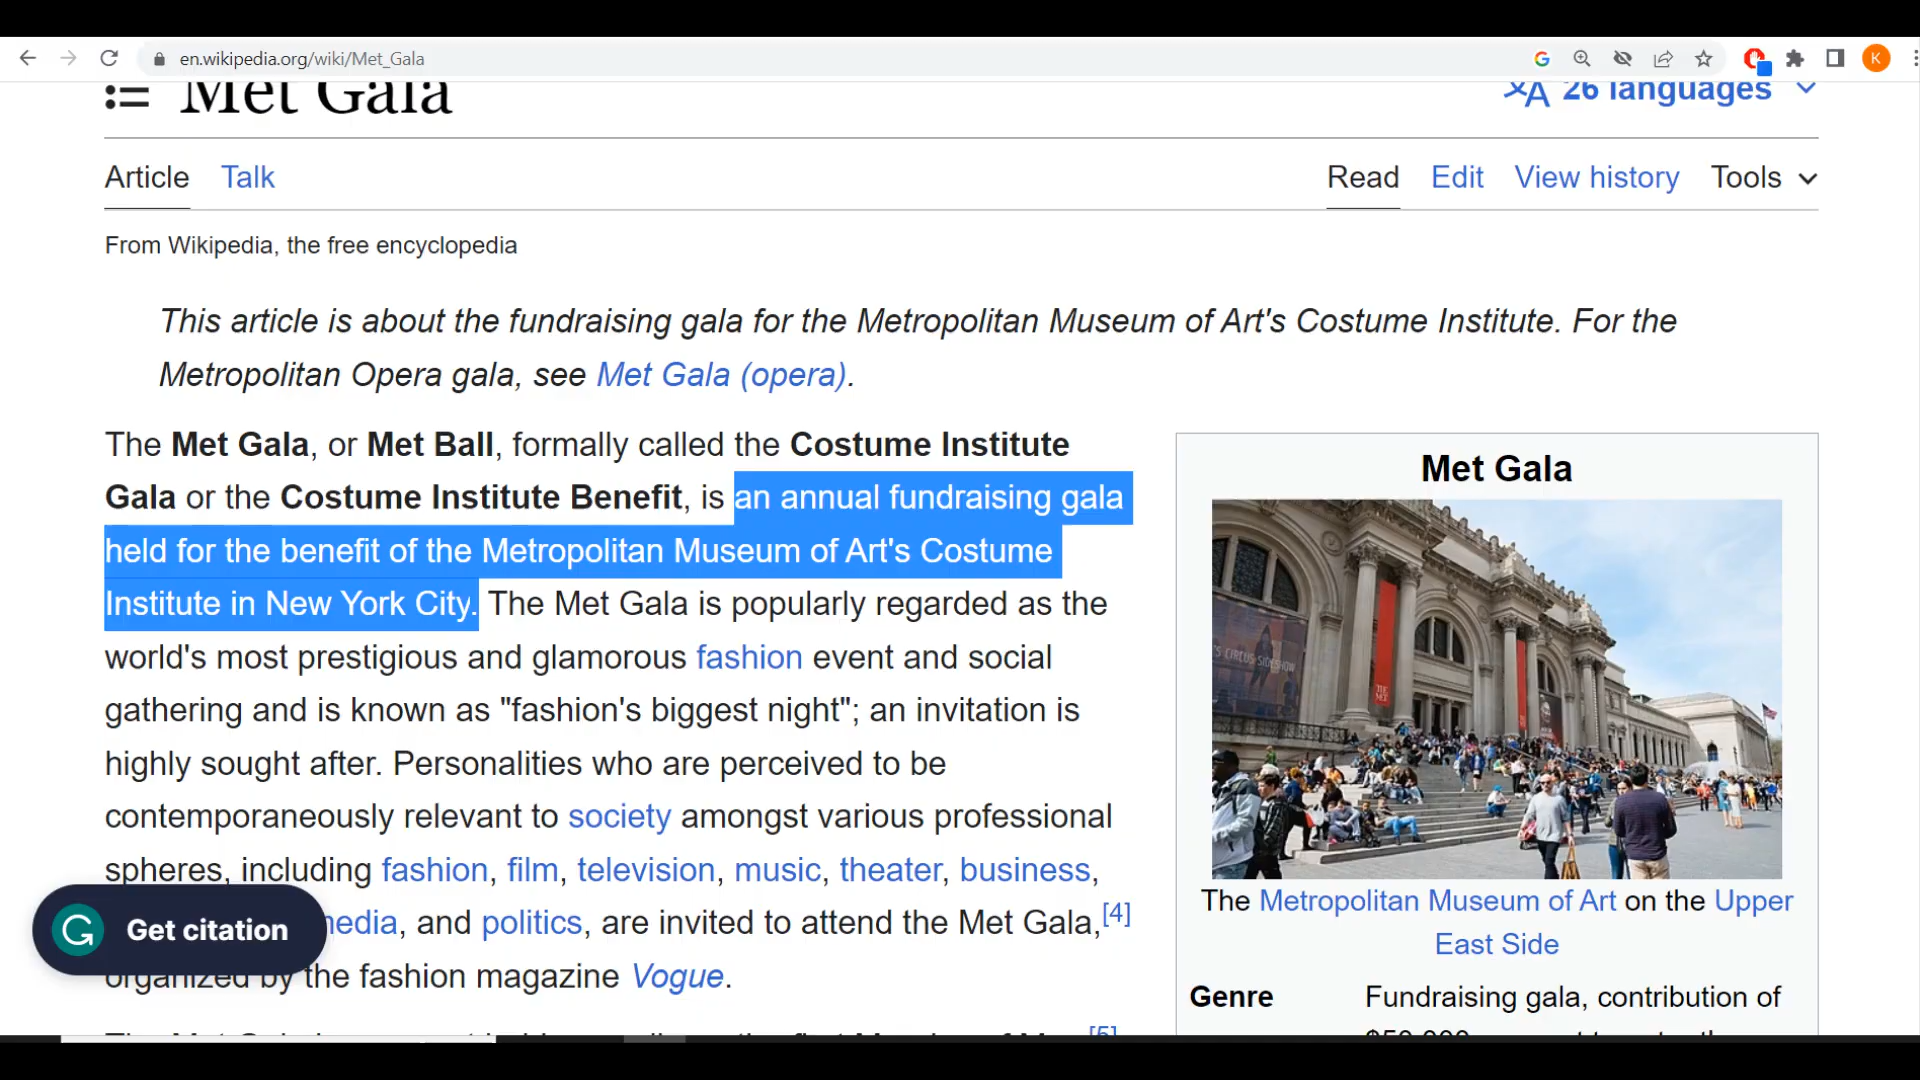 en.wikipedia.org/wiki/Met_Gala
K
Met Gala
26 languages
Article Talk
Read Edit View history Tools
From Wikipedia, the free encyclopedia
This article is about the fundraising gala for the Metropolitan Museum of Art's Costume Institute. For the
Metropolitan Opera gala, see Met Gala (opera).
The Met Gala, or Met Ball, formally called the Costume Institute
Gala or the Costume Institute Benefit, is an annual fundraising gala
held for the benefit of the Metropolitan Museum of Art's Costume
Institute in New York City. The Met Gala is popularly regarded as the
world's most prestigious and glamorous fashion event and social
gathering and is known as "fashion's biggest night"; an invitation is
highly sought after. Personalities who are perceived to be
contemporaneously relevant to society amongst various professional
spheres, including fashion, film, television, music, theater, business,
media, and politics, are invited to attend the Met Gala,[4]
organized by the fashion magazine Vogue.
Get citation
Met Gala
CIRCUS SIDESHOW
THE MET
The Metropolitan Museum of Art on the Upper
East Side
Genre Fundraising gala, contribution of